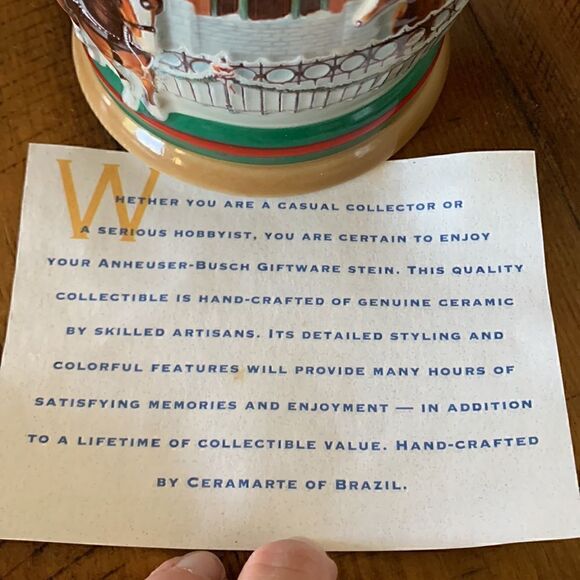 WHETHER YOU ARE A CASUAL COLLECTOR OR
A SERIOUS HOBBYIST, YOU ARE CERTAIN TO ENJOY
YOUR ANHEUSER-BUSCH GIFTWARE STEIN. THIS QUALITY
COLLECTIBLE IS HAND-CRAFTED OF GENUINE CERAMIC
BY SKILLED ARTISANS. ITS DETAILED STYLING AND
COLORFUL FEATURES WILL PROVIDE MANY HOURS OF
SATISFYING MEMORIES AND ENJOYMENT — IN ADDITION
TO A LIFETIME OF COLLECTIBLE VALUE. HAND-CRAFTED
BY CERAMARTE OF BRAZIL.